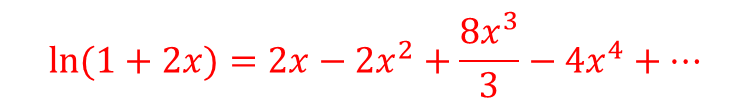 ln(1 + 2x) = 2x − 2x² + 8x³/3 − 4x⁴ + ⋯